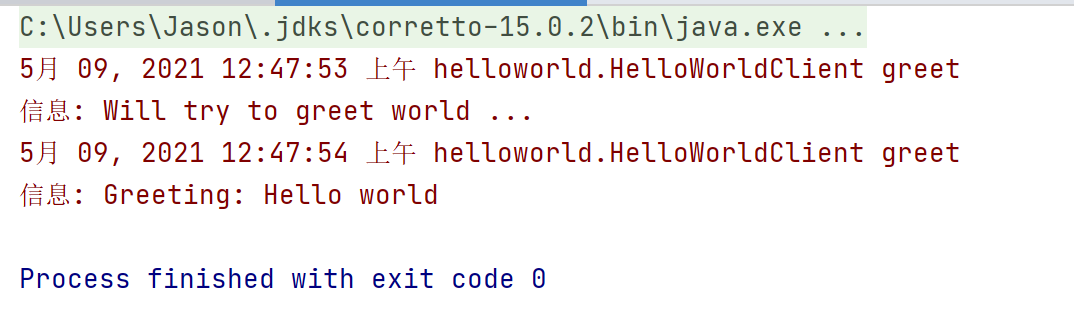 C:\Users\Jason\.jdks\corretto-15.0.2\bin\java.exe ...
5月 09, 2021 12:47:53 上午 helloworld.HelloWorldClient greet
信息: Will try to greet world ...
5月 09, 2021 12:47:54 上午 helloworld.HelloWorldClient greet
信息: Greeting: Hello world
Process finished with exit code 0